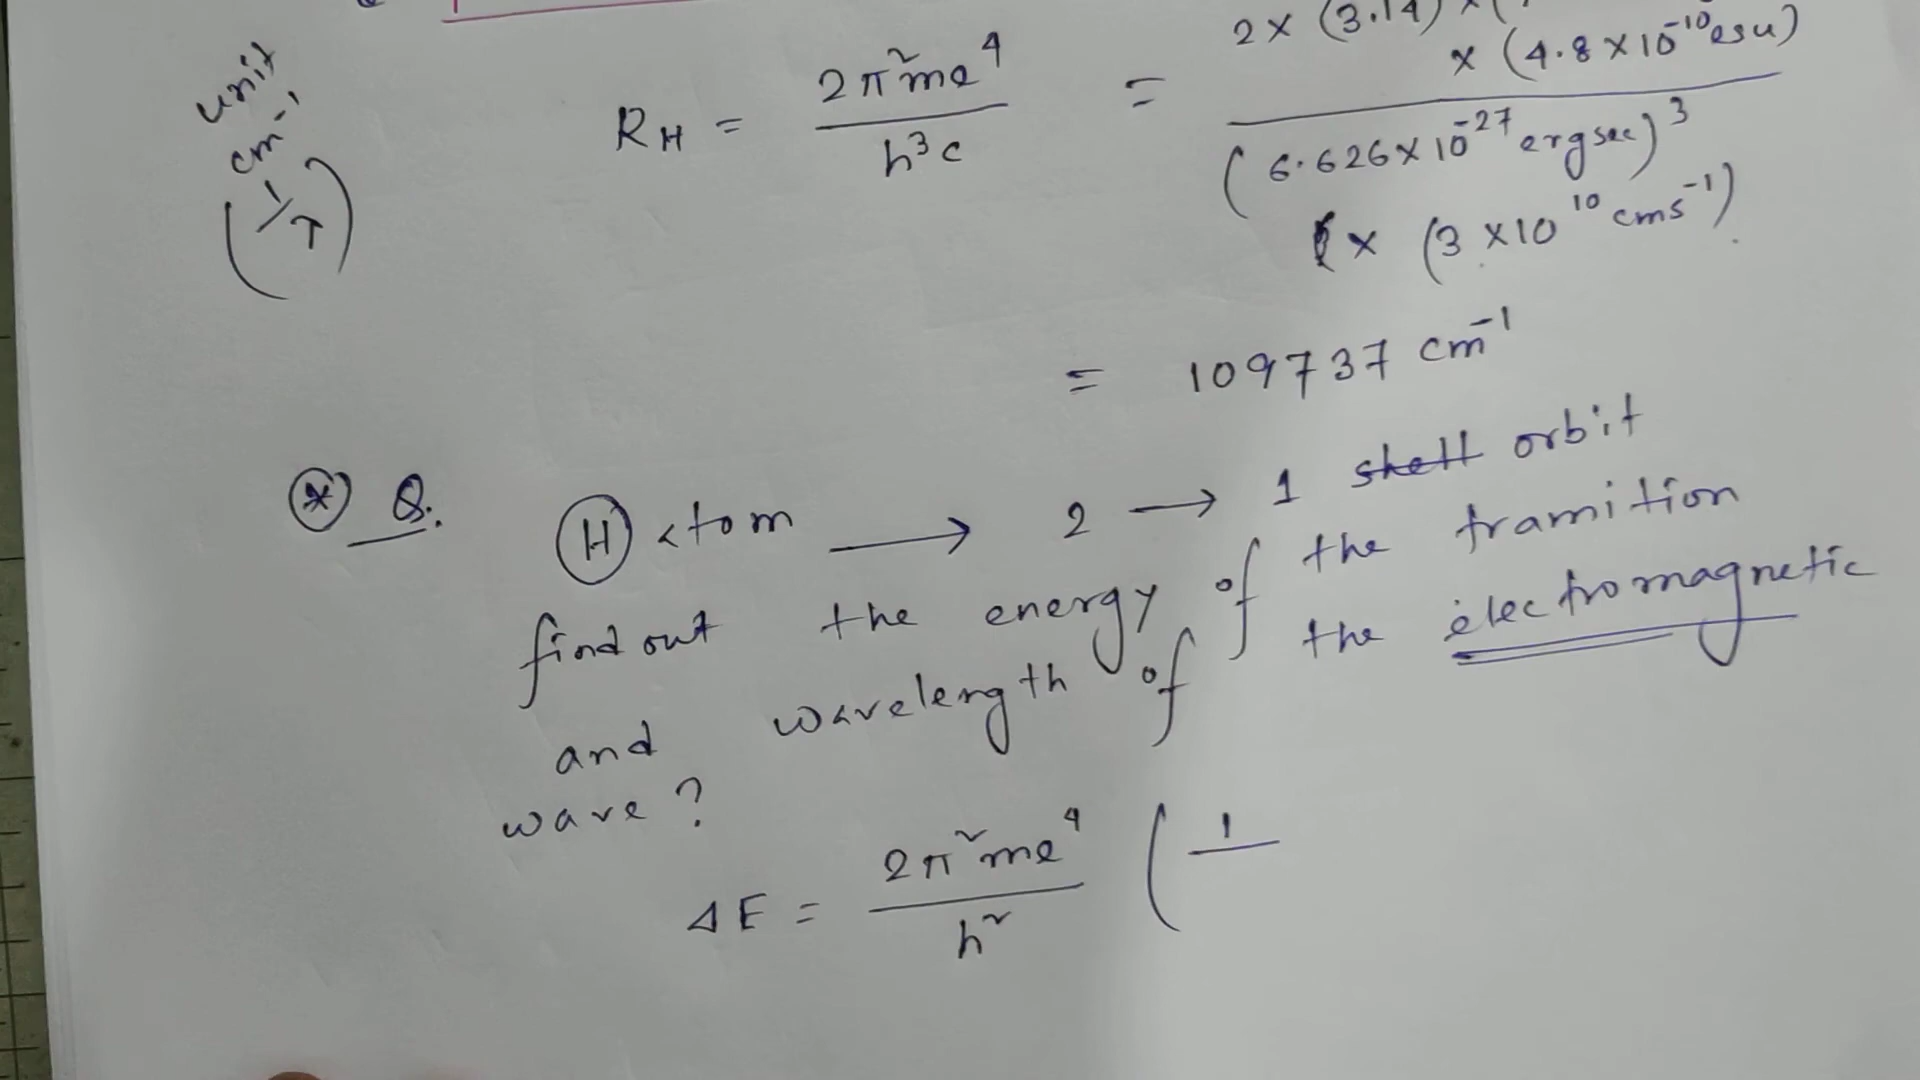 unit
cm⁻¹
(1/λ)
R_H = 2π²me⁴ / h³c = 2 × (3.14) × (
× (4.8 × 10⁻¹⁰ esu)
(6.626 × 10⁻²⁷ erg sec)³
× (3 × 10¹⁰ cms⁻¹)
= 109737 cm⁻¹
* Q. H atom → 2 → 1 shell orbit
find out the energy of the transition
and wavelength of the electromagnetic
wave ?
ΔE = 2π²me⁴ / h² ( 1